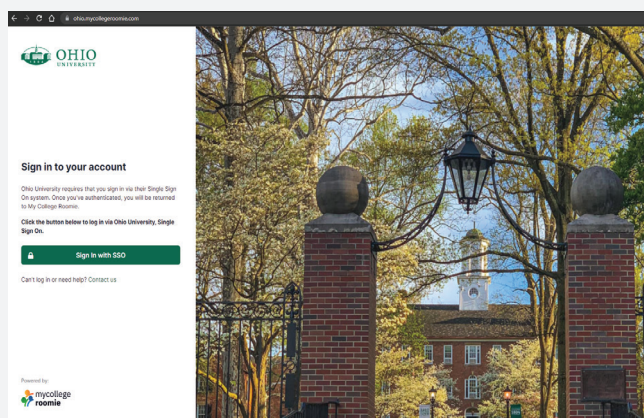 ohio.mycollegeroomie.com
OHIO
UNIVERSITY
Sign in to your account
Ohio University requires that you sign in via their Single Sign
On system. Once you've authenticated, you will be returned
to My College Roomie.
Click the button below to log in via Ohio University, Single
Sign On.
Sign In with SSO
Can't log in or need help? Contact us
Powered by:
mycollege
roomie